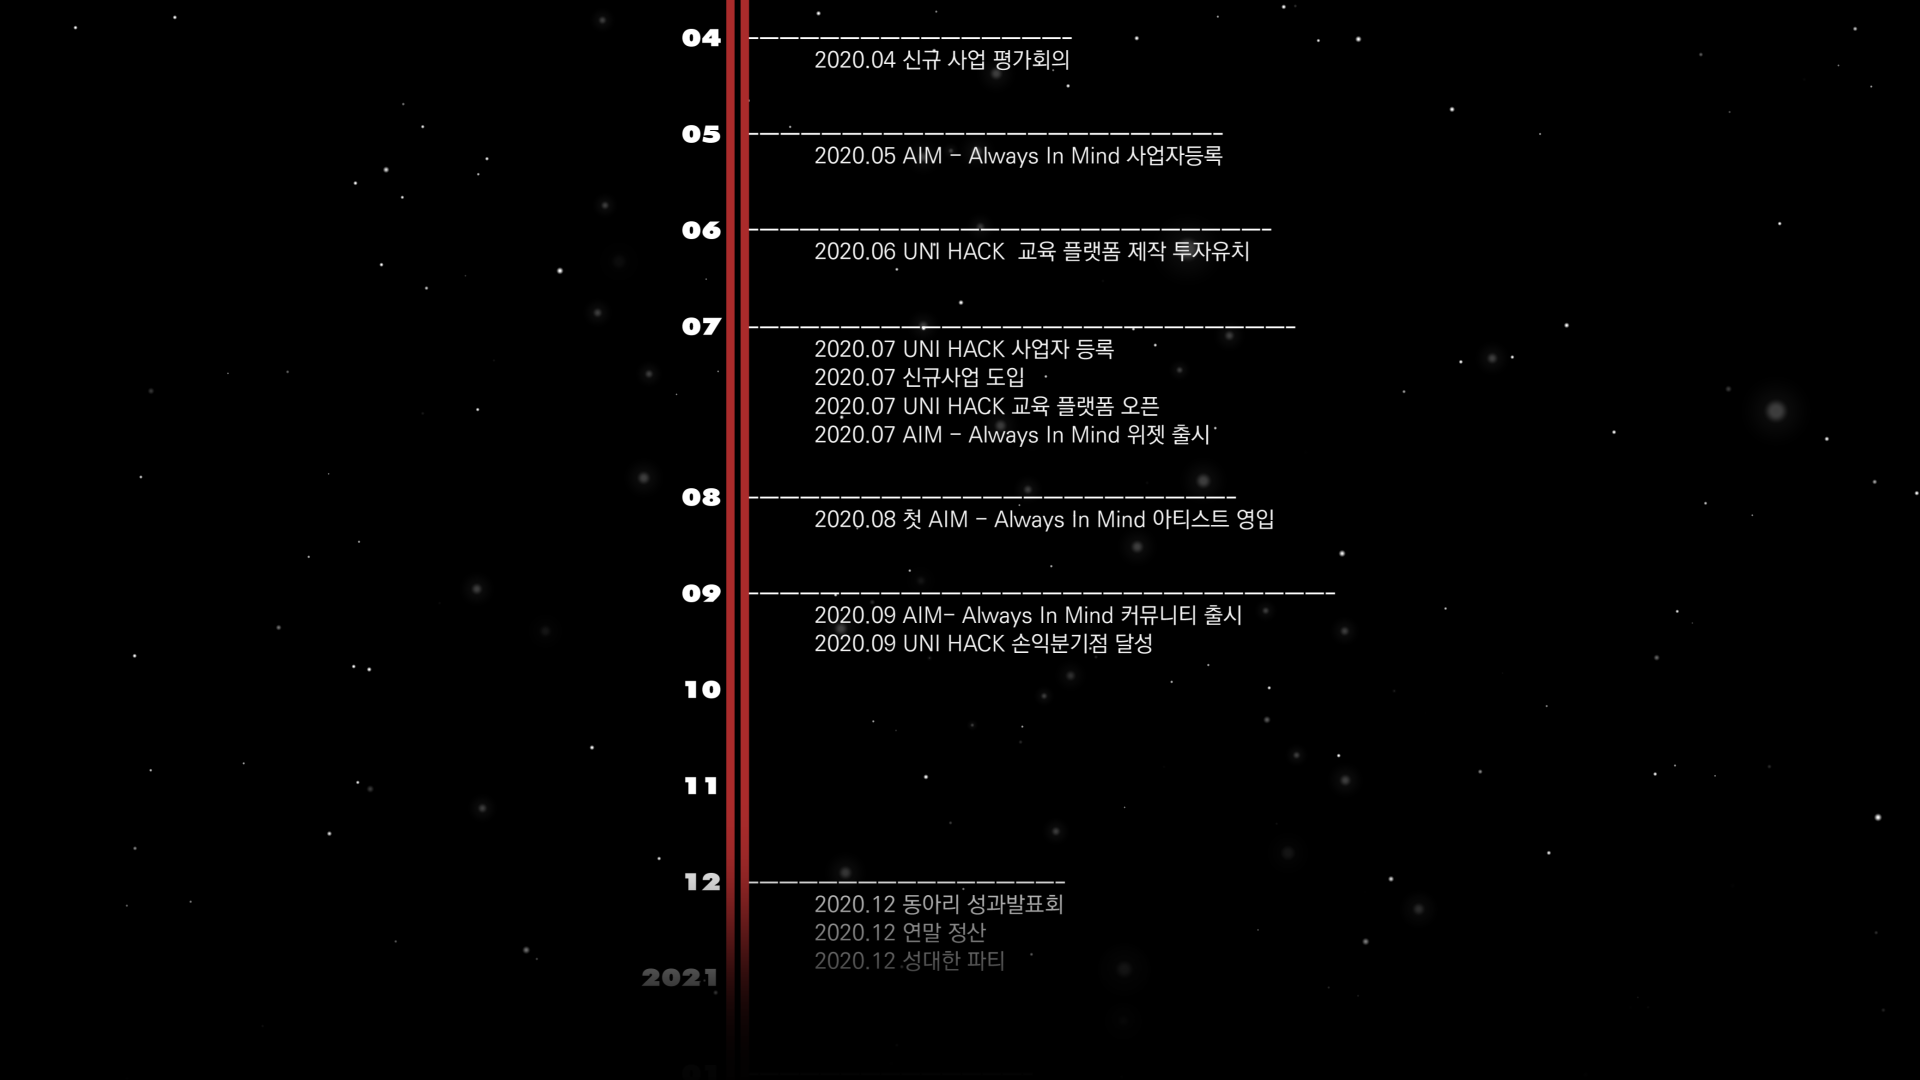 04
2020.04 신규 사업 평가회의
05
2020.05 AIM - Always In Mind 사업자등록
06
2020.06 UNI HACK 교육 플랫폼 제작 투자유치
07
2020.07 UNI HACK 사업자 등록
2020.07 신규사업 도입
2020.07 UNI HACK 교육 플랫폼 오픈
2020.07 AIM - Always In Mind 위젯 출시
08
2020.08 첫 AIM - Always In Mind 아티스트 영입
09
2020.09 AIM- Always In Mind 커뮤니티 출시
2020.09 UNI HACK 손익분기점 달성
10
11
12
2020.12 동아리 성과발표회
2020.12 연말 정산
2020.12 성대한 파티
2021